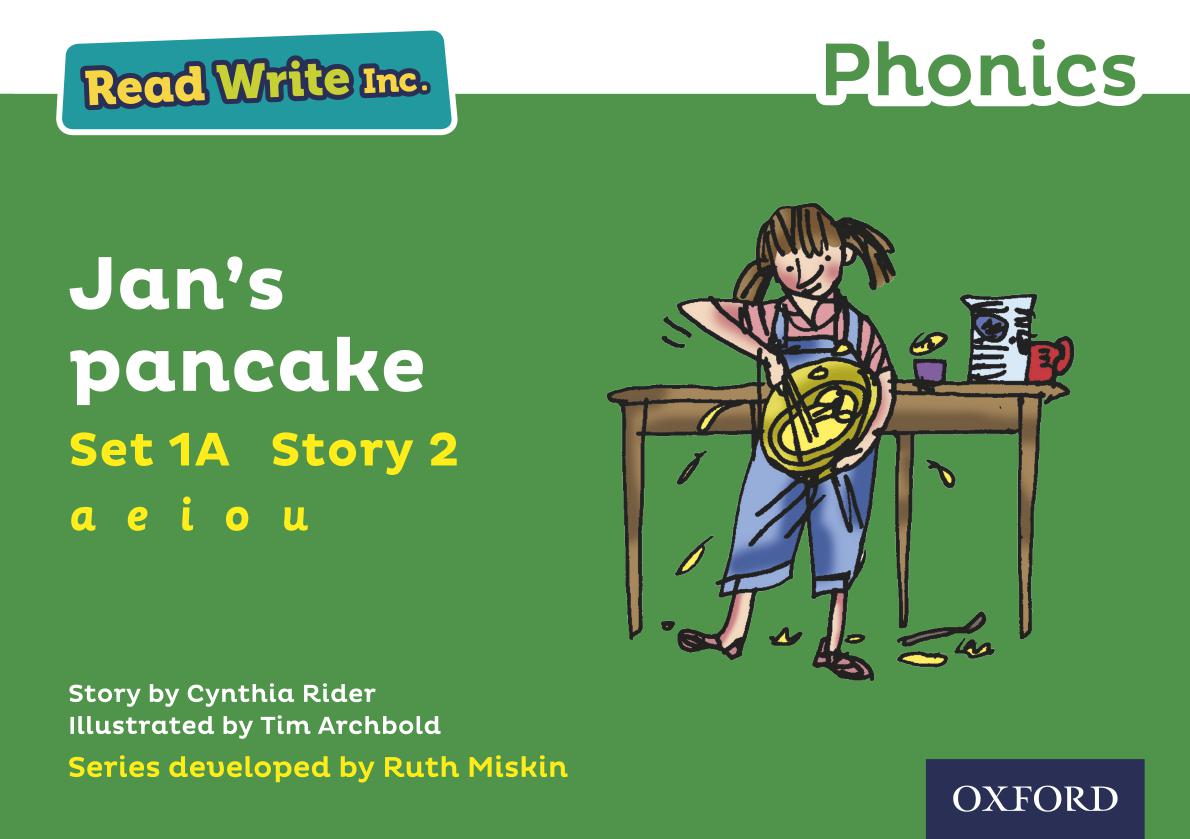 Read Write Inc.
Phonics
Jan's
pancake
Set 1A Story 2
a e i o u
Story by Cynthia Rider
Illustrated by Tim Archbold
Series developed by Ruth Miskin
OXFORD